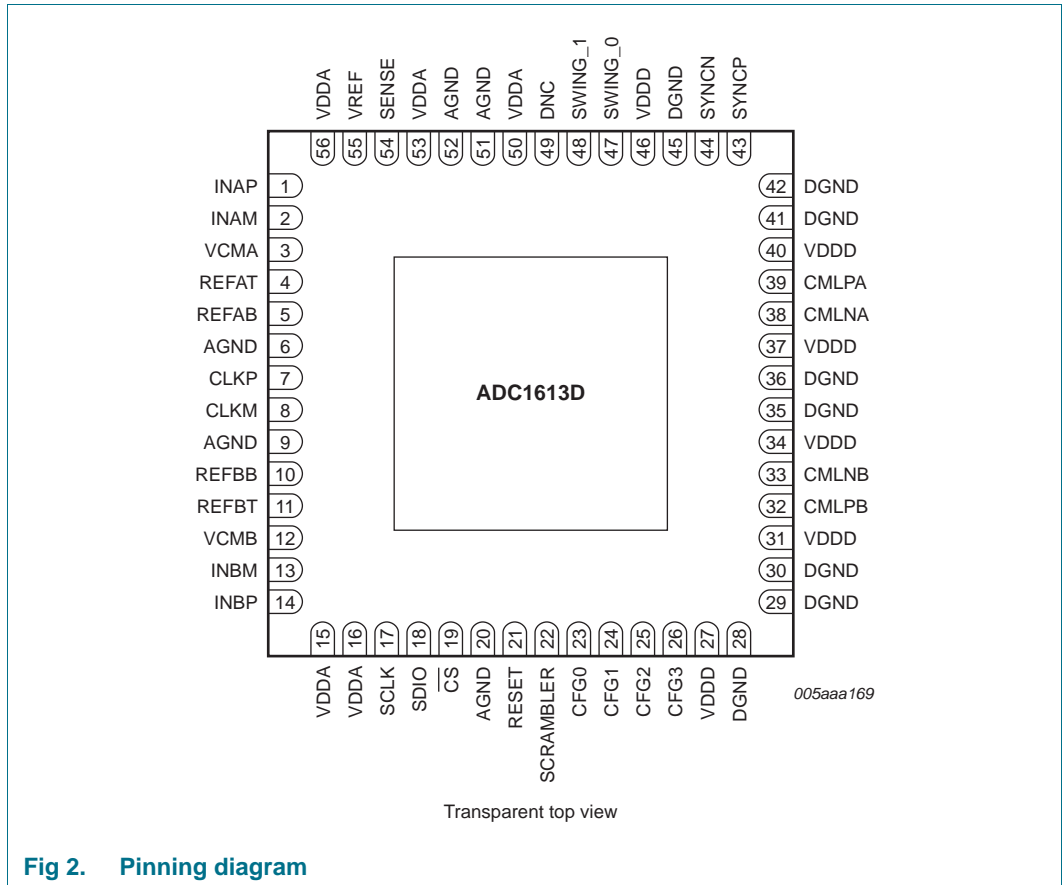 VDDA
VREF
SENSE
VDDA
AGND
AGND
VDDA
DNC
SWING_1
SWING_0
VDDD
DGND
SYNCN
SYNCP
56 55 54 53 52 51 50 49 48 47 46 45 44 43
INAP 1
INAM 2
VCMA 3
REFAT 4
REFAB 5
AGND 6
CLKP 7
CLKM 8
AGND 9
REFBB 10
REFBT 11
VCMB 12
INBM 13
INBP 14
ADC1613D
42 DGND
41 DGND
40 VDDD
39 CMLPA
38 CMLNA
37 VDDD
36 DGND
35 DGND
34 VDDD
33 CMLNB
32 CMLPB
31 VDDD
30 DGND
29 DGND
15 16 17 18 19 20 21 22 23 24 25 26 27 28
VDDA
VDDA
SCLK
SDIO
CS
AGND
RESET
SCRAMBLER
CFG0
CFG1
CFG2
CFG3
VDDD
DGND
005aaa169
Transparent top view
Fig 2. Pinning diagram